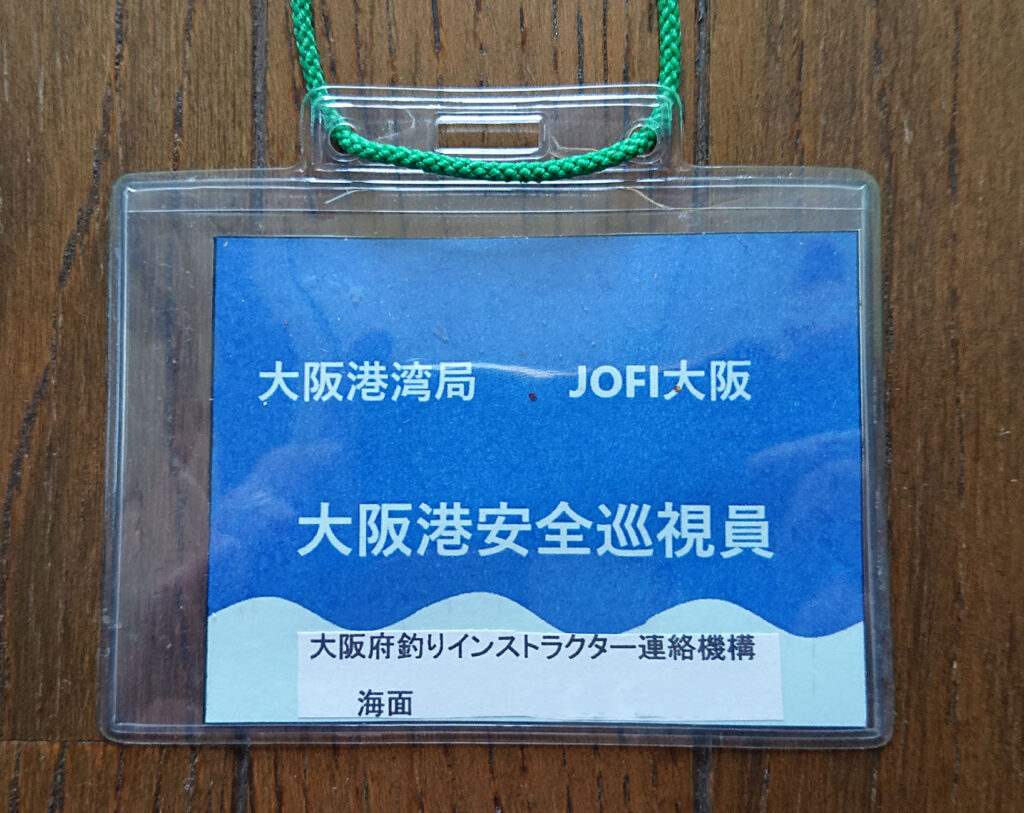 大阪港湾局 JOFI大阪
大阪港安全巡視員
大阪府釣りインストラクター連絡機構
海面